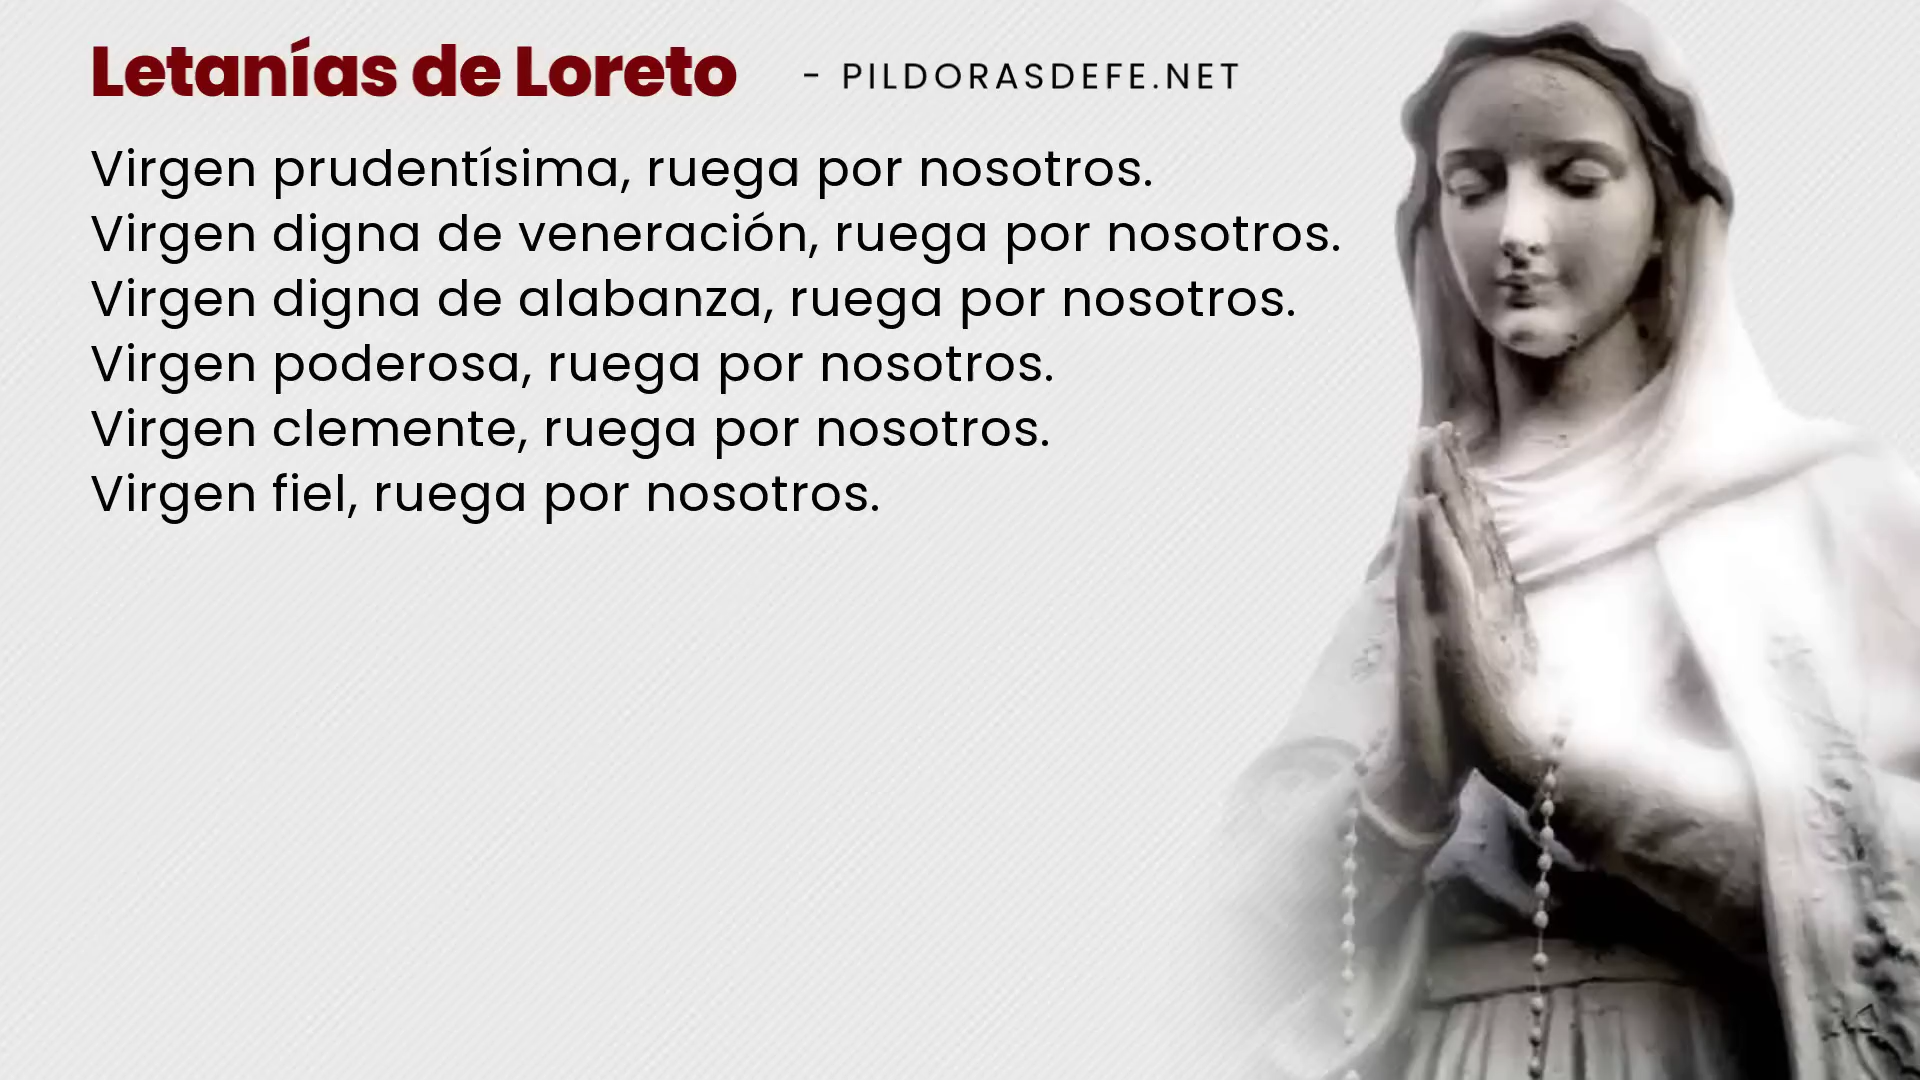 Letanías de Loreto - PILDORASDEFE.NET
Virgen prudentísima, ruega por nosotros.
Virgen digna de veneración, ruega por nosotros.
Virgen digna de alabanza, ruega por nosotros.
Virgen poderosa, ruega por nosotros.
Virgen clemente, ruega por nosotros.
Virgen fiel, ruega por nosotros.